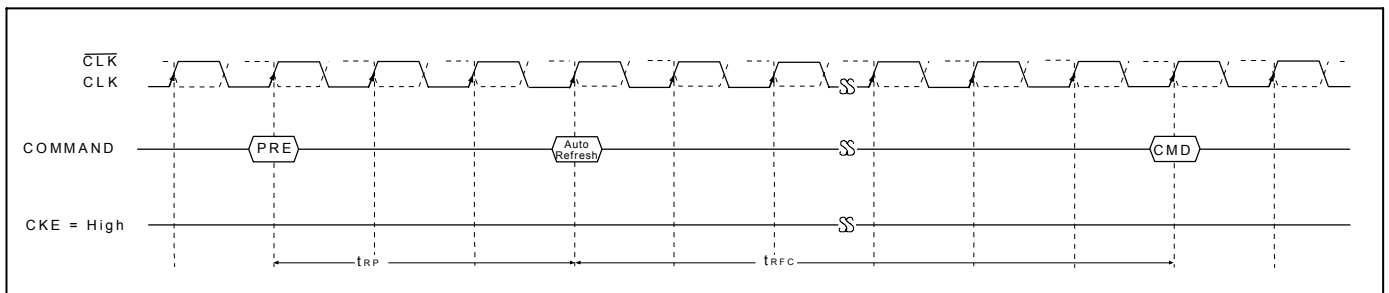 CLK
CLK
COMMAND
PRE
Auto
Refresh
CMD
CKE = High
tRP
tRFC